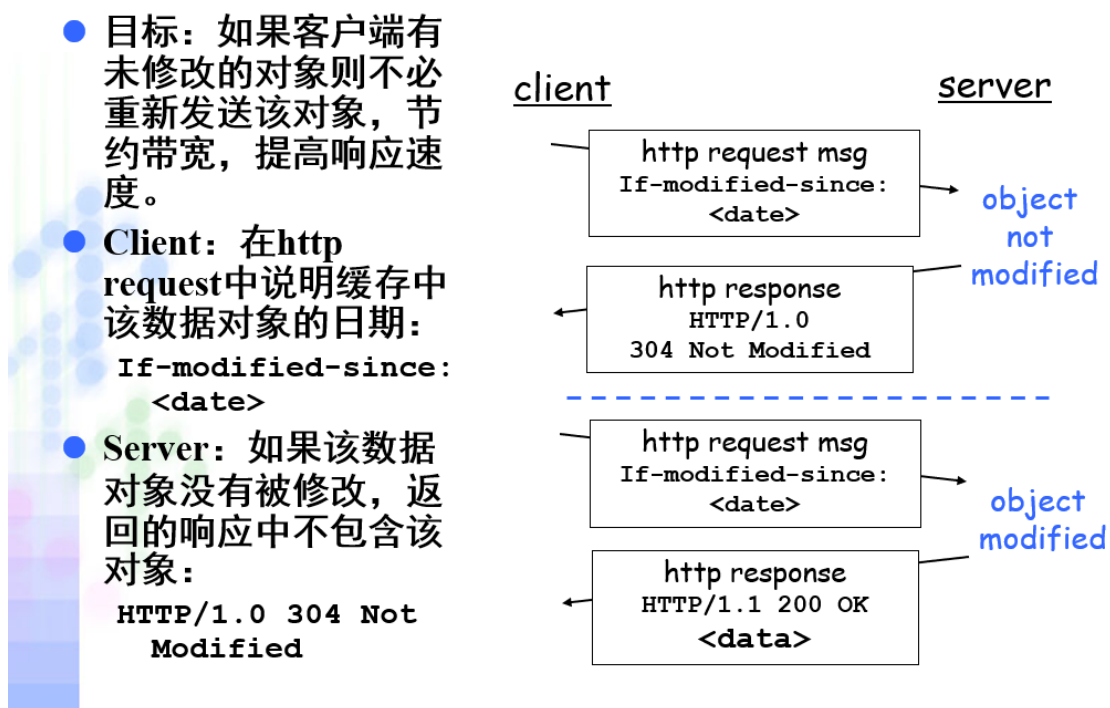 目标：如果客户端有
未修改的对象则不必
重新发送该对象，节
约带宽，提高响应速
度。
Client：在http
request中说明缓存中
该数据对象的日期：
If-modified-since:
<date>
Server：如果该数据
对象没有被修改，返
回的响应中不包含该
对象：
HTTP/1.0 304 Not
Modified
client
server
http request msg
If-modified-since:
<date>
object
not
modified
http response
HTTP/1.0
304 Not Modified
http request msg
If-modified-since:
<date>
object
modified
http response
HTTP/1.1 200 OK
<data>